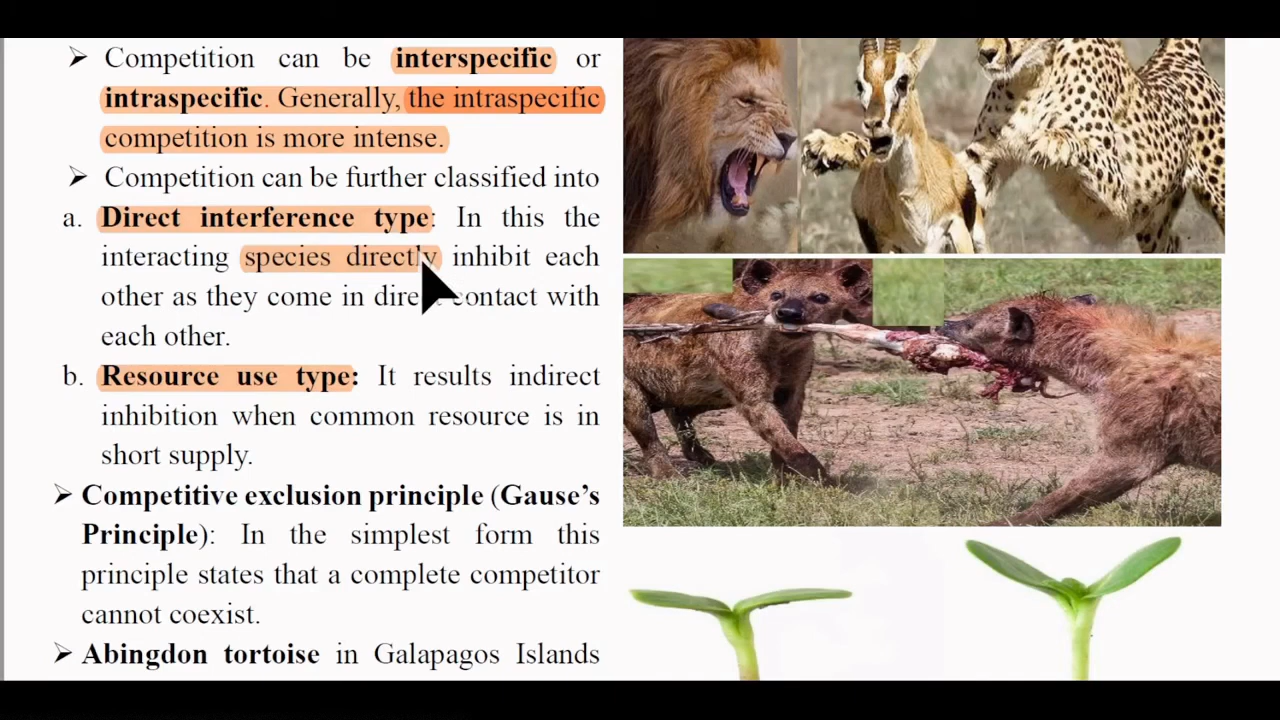 ➢ Competition can be interspecific or
intraspecific. Generally, the intraspecific
competition is more intense.
➢ Competition can be further classified into
a. Direct interference type: In this the
interacting species directly inhibit each
other as they come in direct contact with
each other.
b. Resource use type: It results indirect
inhibition when common resource is in
short supply.
➢ Competitive exclusion principle (Gause’s
Principle): In the simplest form this
principle states that a complete competitor
cannot coexist.
➢ Abingdon tortoise in Galapagos Islands